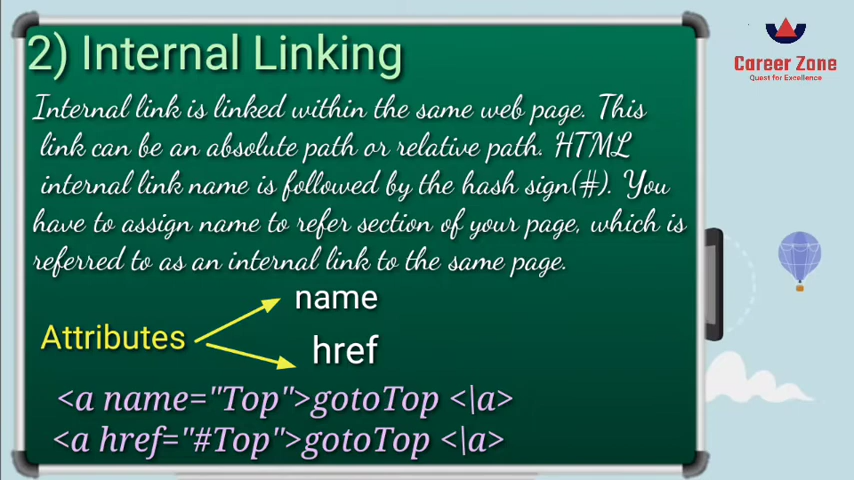 2) Internal Linking
Career Zone
Quest for Excellence
Internal link is linked within the same web page. This
link can be an absolute path or relative path. HTML
internal link name is followed by the hash sign(#). You
have to assign name to refer section of your page, which is
referred to as an internal link to the same page.
name
Attributes
href
<a name="Top">gotoTop <\a>
<a href="#Top">gotoTop <\a>